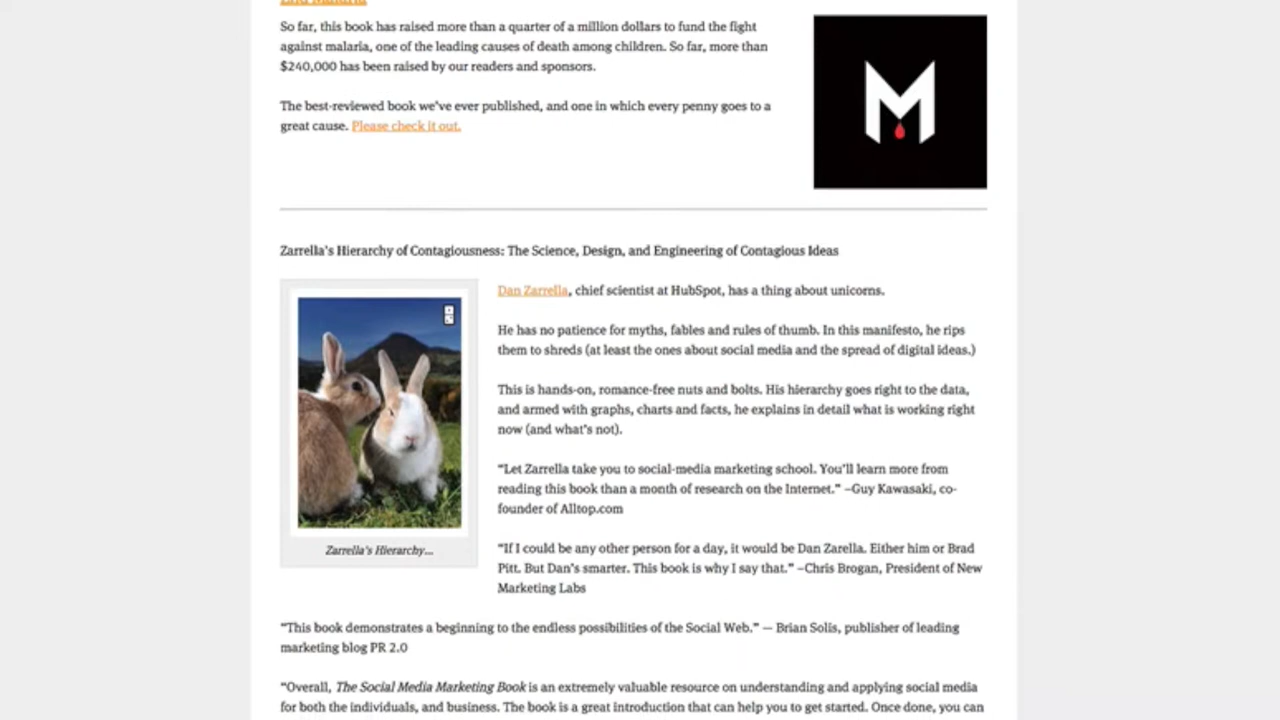 So far, this book has raised more than a quarter of a million dollars to fund the fight
against malaria, one of the leading causes of death among children. So far, more than
$240,000 has been raised by our readers and sponsors.
The best-reviewed book we've ever published, and one in which every penny goes to a
great cause. Please check it out.
M
Zarrella's Hierarchy of Contagiousness: The Science, Design, and Engineering of Contagious Ideas
Dan Zarrella, chief scientist at HubSpot, has a thing about unicorns.
He has no patience for myths, fables and rules of thumb. In this manifesto, he rips
them to shreds (at least the ones about social media and the spread of digital ideas.)
This is hands-on, romance-free nuts and bolts. His hierarchy goes right to the data,
and armed with graphs, charts and facts, he explains in detail what is working right
now (and what's not).
"Let Zarrella take you to social-media marketing school. You'll learn more from
reading this book than a month of research on the Internet." –Guy Kawasaki, co-
founder of Alltop.com
Zarrella's Hierarchy...
"If I could be any other person for a day, it would be Dan Zarella. Either him or Brad
Pitt. But Dan's smarter. This book is why I say that." –Chris Brogan, President of New
Marketing Labs
"This book demonstrates a beginning to the endless possibilities of the Social Web." — Brian Solis, publisher of leading
marketing blog PR 2.0
"Overall, The Social Media Marketing Book is an extremely valuable resource on understanding and applying social media
for both the individuals, and business. The book is a great introduction that can help you to get started. Once done, you can